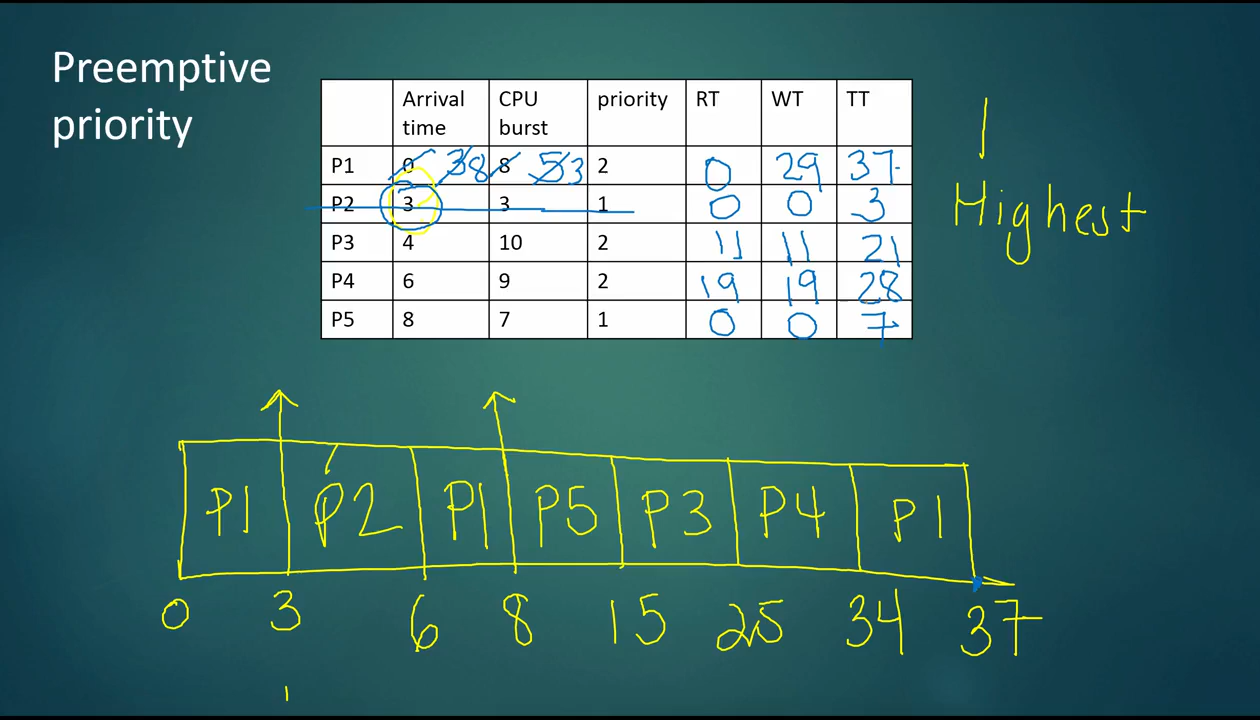 Preemptive
priority
Arrival time CPU burst priority RT WT TT
P1 0 3 8 8 5 3 2 0 29 37
P2 3 3 1 0 0 3
P3 4 10 2 11 11 21
P4 6 9 2 19 19 28
P5 8 7 1 0 0 7
1
Highest
P1 P2 P1 P5 P3 P4 P1
0 3 6 8 15 25 34 37